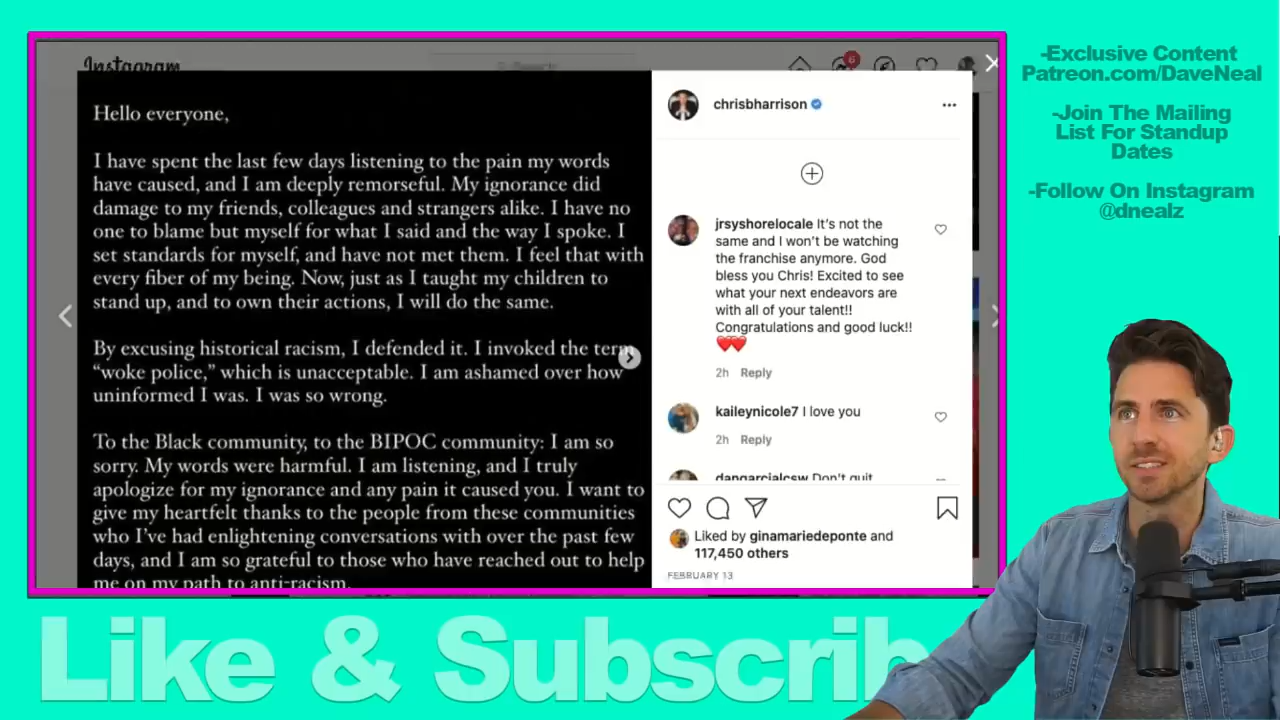 Instagram
6
Hello everyone,
I have spent the last few days listening to the pain my words
have caused, and I am deeply remorseful. My ignorance did
damage to my friends, colleagues and strangers alike. I have no
one to blame but myself for what I said and the way I spoke. I
set standards for myself, and have not met them. I feel that with
every fiber of my being. Now, just as I taught my children to
stand up, and to own their actions, I will do the same.
By excusing historical racism, I defended it. I invoked the term
“woke police,” which is unacceptable. I am ashamed over how
uninformed I was. I was so wrong.
To the Black community, to the BIPOC community: I am so
sorry. My words were harmful. I am listening, and I truly
apologize for my ignorance and any pain it caused you. I want to
give my heartfelt thanks to the people from these communities
who I’ve had enlightening conversations with over the past few
days, and I am so grateful to those who have reached out to help
me on my path to anti-racism.
chrisbharrison
jrsyshorelocale It's not the
same and I won't be watching
the franchise anymore. God
bless you Chris! Excited to see
what your next endeavors are
with all of your talent!!
Congratulations and good luck!!
2h Reply
kaileynicole7 I love you
2h Reply
dangarcialcsw Don't quit
Liked by ginamariedeponte and
117,450 others
FEBRUARY 13
-Exclusive Content
Patreon.com/DaveNeal
-Join The Mailing
List For Standup
Dates
-Follow On Instagram
@dnealz
Like & Subscrib